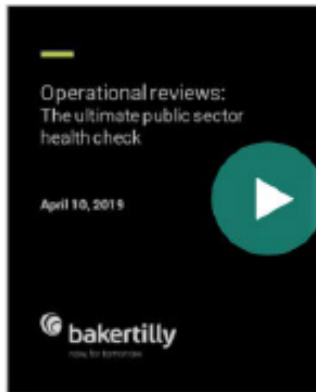 Operational reviews:
The ultimate public sector
health check
April 10, 2019
bakertilly
now, for tomorrow